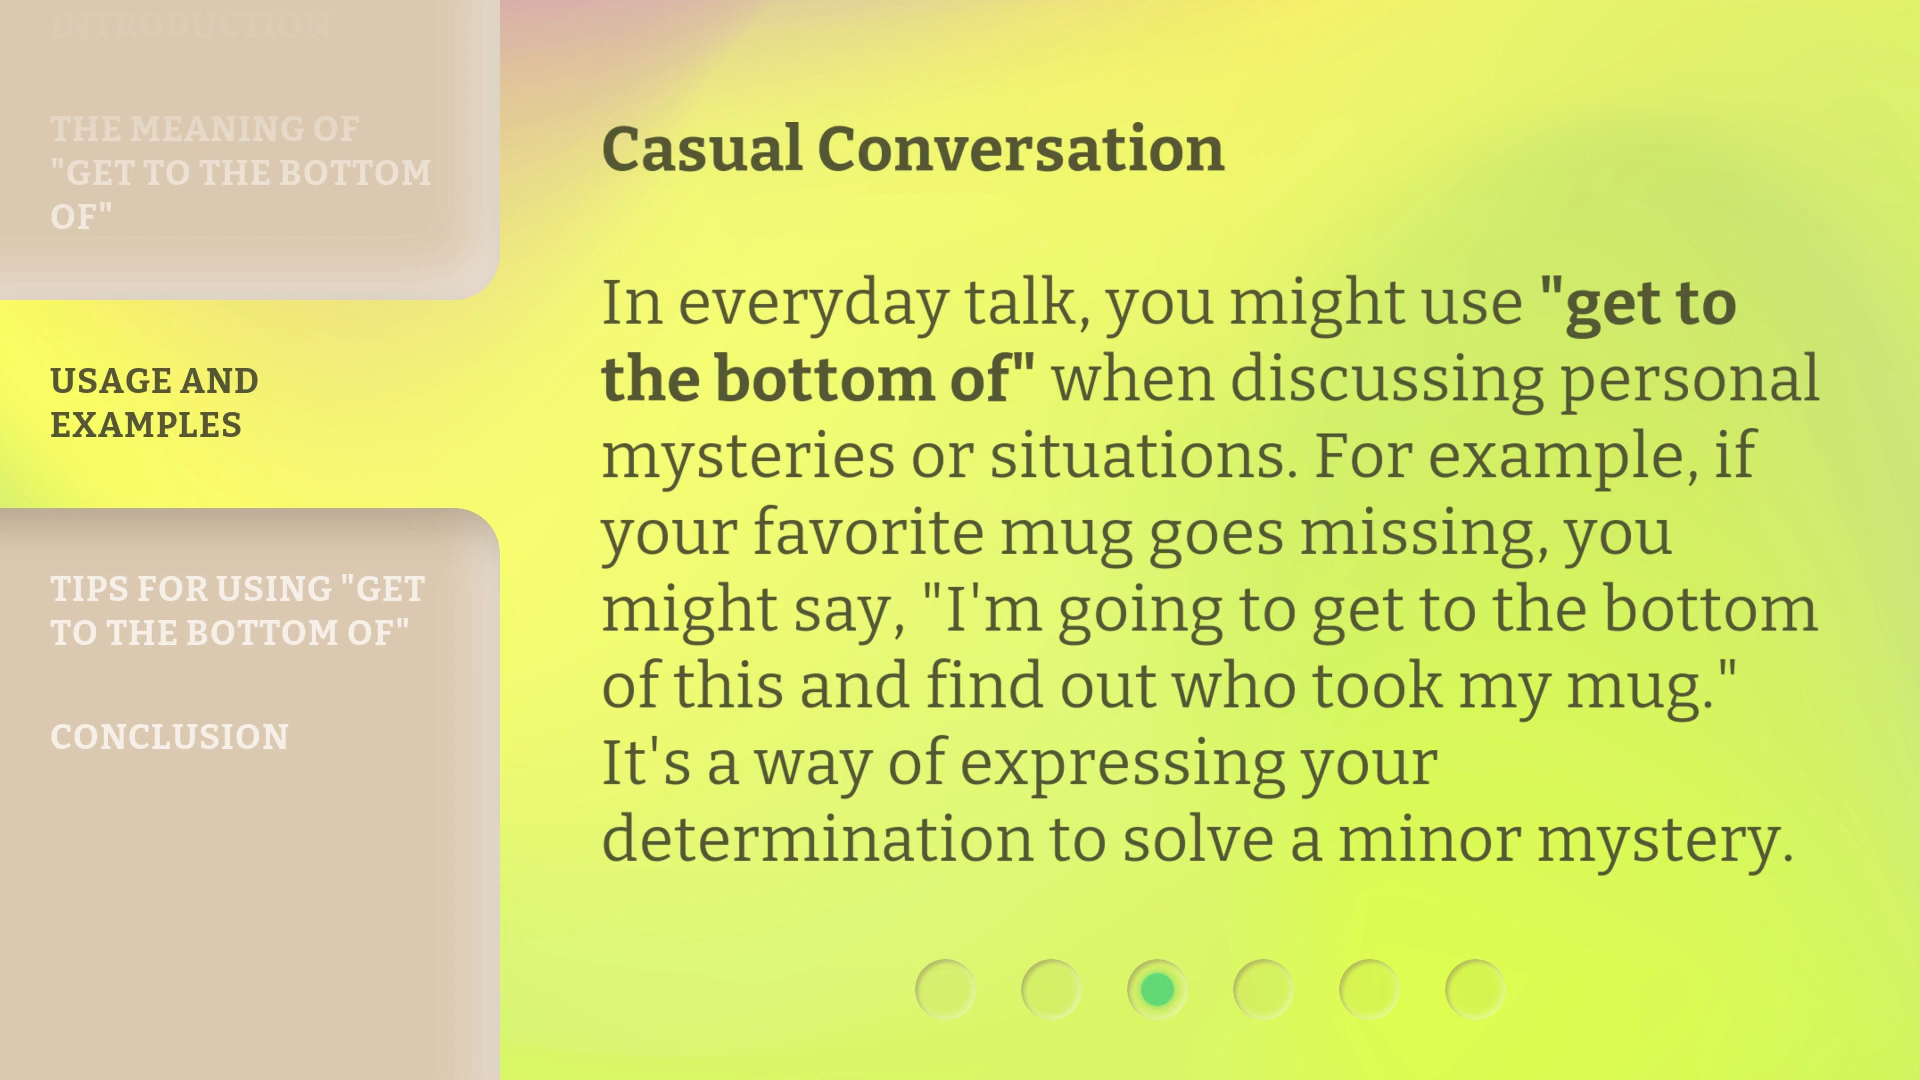 INTRODUCTION
THE MEANING OF
"GET TO THE BOTTOM
OF"
USAGE AND
EXAMPLES
TIPS FOR USING "GET
TO THE BOTTOM OF"
CONCLUSION
Casual Conversation
In everyday talk, you might use "get to
the bottom of" when discussing personal
mysteries or situations. For example, if
your favorite mug goes missing, you
might say, "I'm going to get to the bottom
of this and find out who took my mug."
It's a way of expressing your
determination to solve a minor mystery.